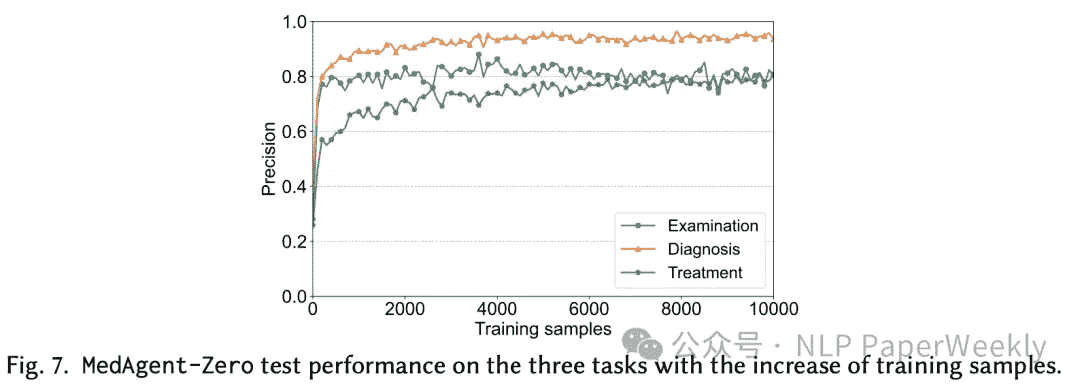 1.0
0.8
0.6
0.4
0.2
0.0
Precision
Examination
Diagnosis
Treatment
0 2000 4000 6000 8000 10000
Training samples
公众号 · NLP PaperWeekly
Fig. 7. MedAgent-Zero test performance on the three tasks with the increase of training samples.